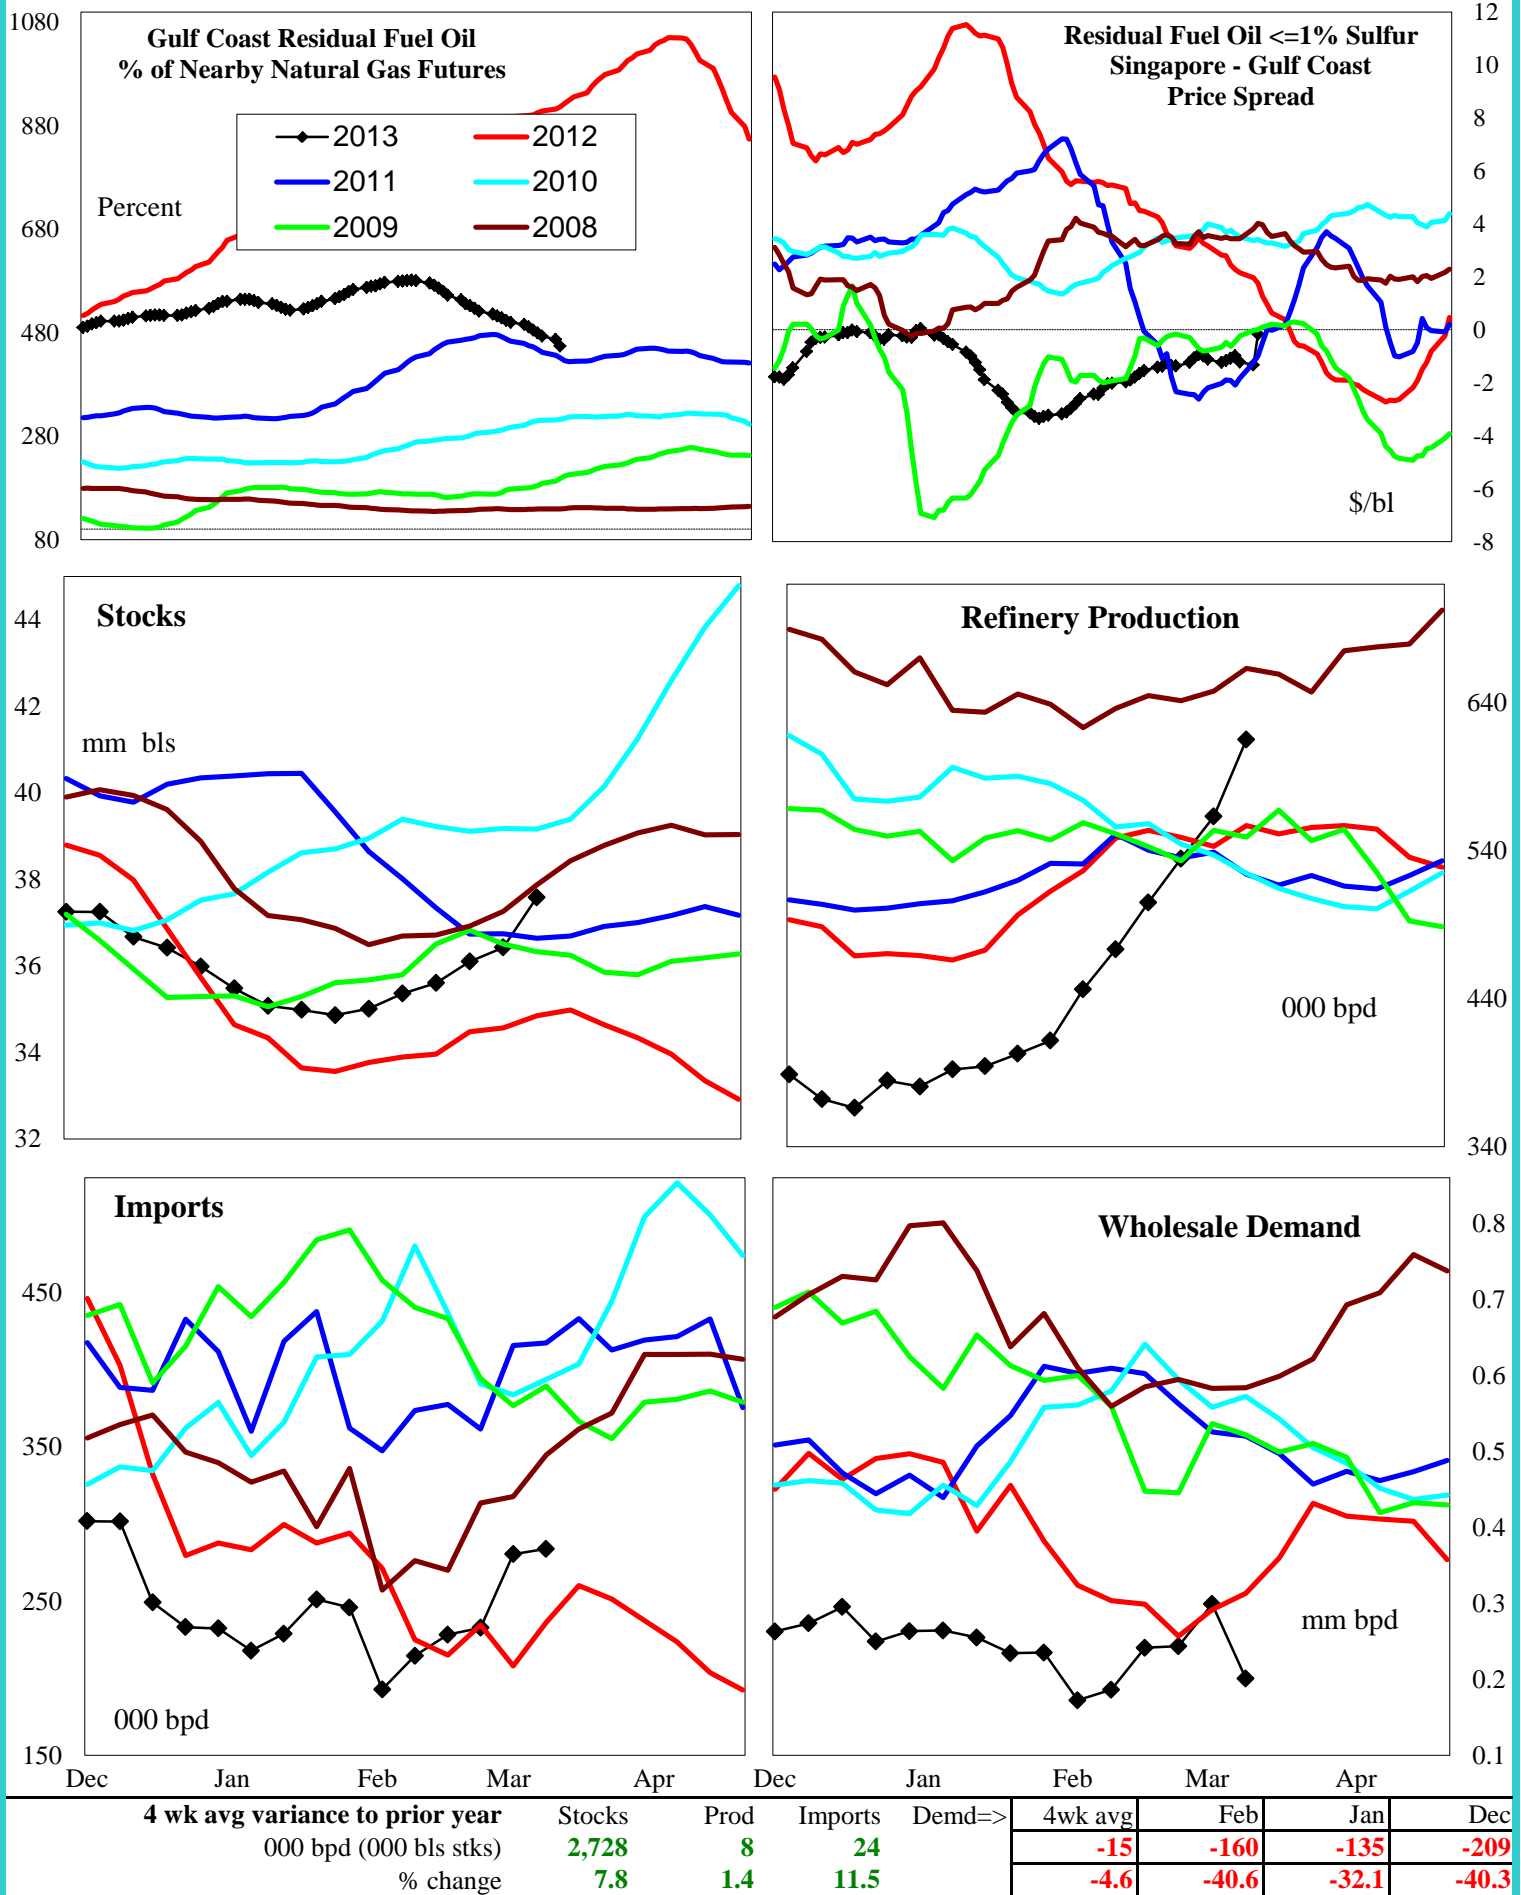 Gulf Coast Residual Fuel Oil
% of Nearby Natural Gas Futures
1080
880
680
480
280
80
Percent
2013
2012
2011
2010
2009
2008
Residual Fuel Oil <=1% Sulfur
Singapore - Gulf Coast
Price Spread
12
10
8
6
4
2
0
-2
-4
-6
-8
$/bl
Stocks
mm bls
44
42
40
38
36
34
32
Refinery Production
640
540
440
340
000 bpd
Imports
450
350
250
150
000 bpd
Dec Jan Feb Mar Apr
Wholesale Demand
0.8
0.7
0.6
0.5
0.4
0.3
0.2
0.1
mm bpd
Dec Jan Feb Mar Apr
4 wk avg variance to prior year Stocks Prod Imports Demd=> 4wk avg Feb Jan Dec
000 bpd (000 bls stks) 2,728 8 24 -15 -160 -135 -209
% change 7.8 1.4 11.5 -4.6 -40.6 -32.1 -40.3